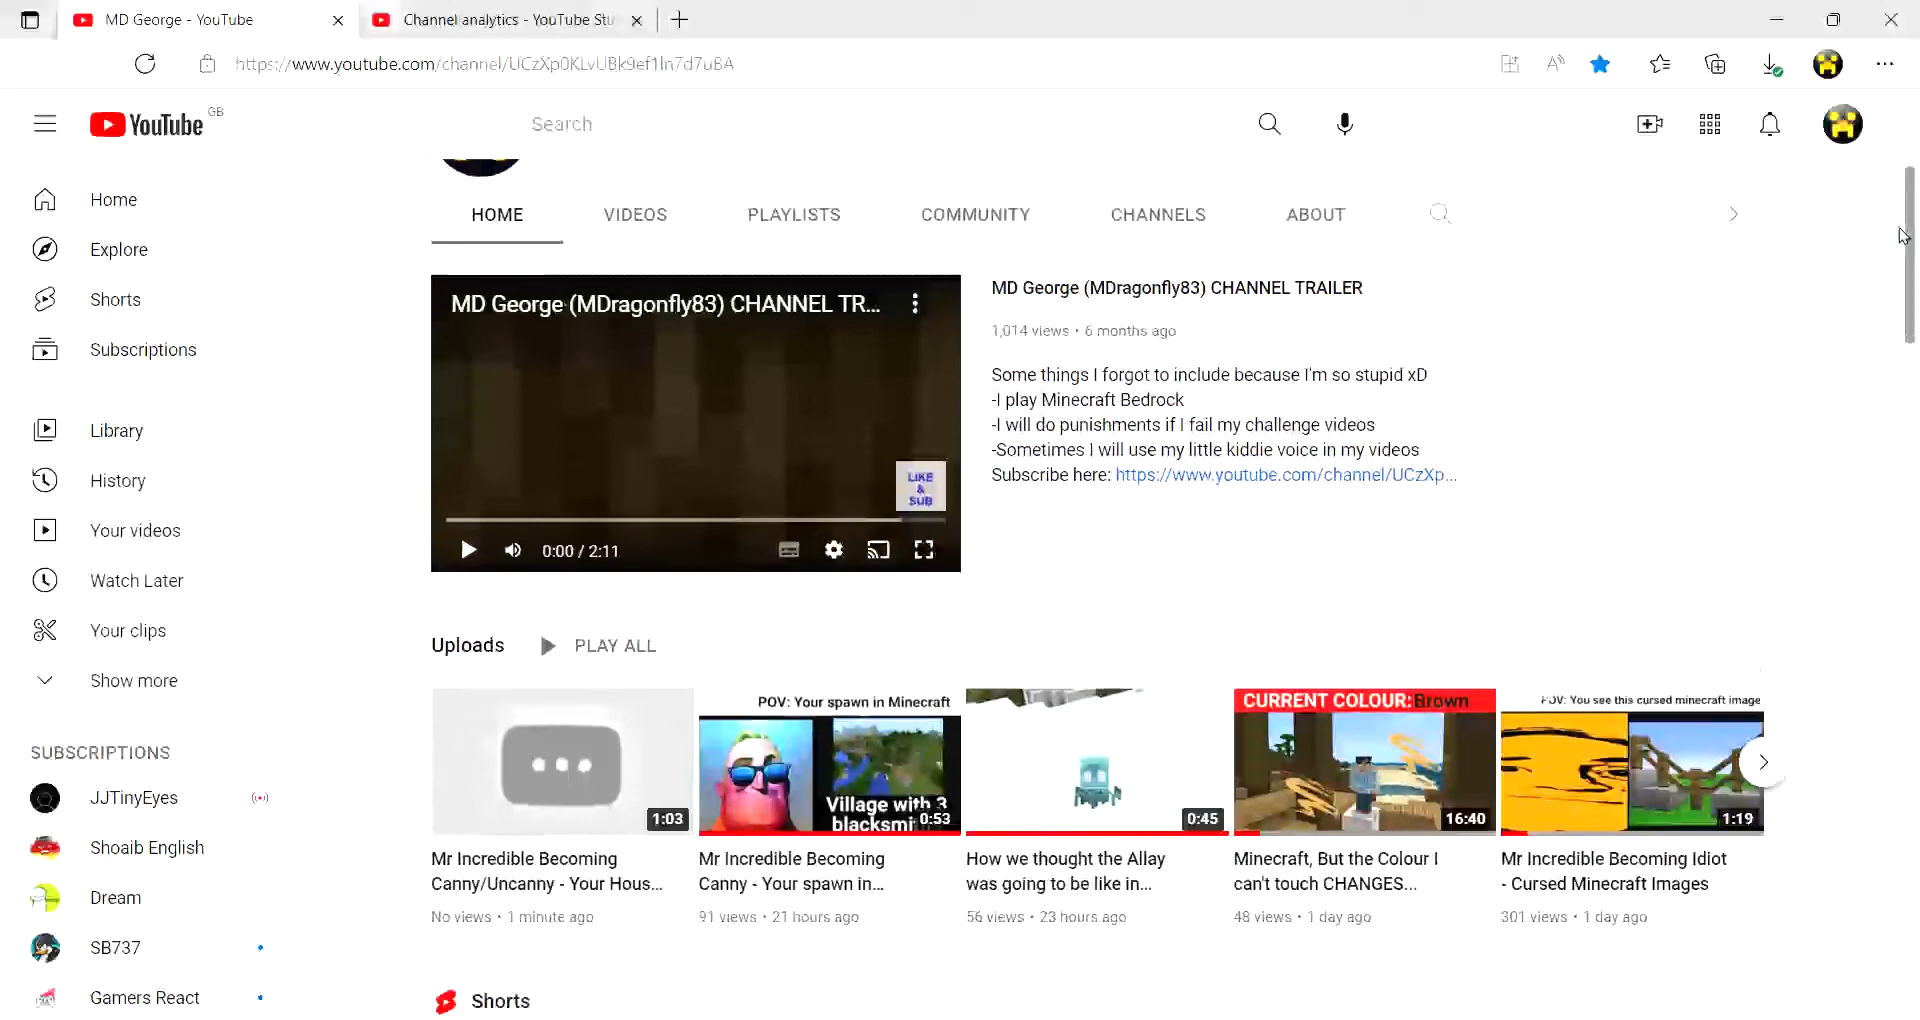 MD George - YouTube
Channel analytics - YouTube Stu
https://www.youtube.com/channel/UCzXp0KLvUBk9ef1ln7d7uBA
YouTube GB
Search
Home
Explore
Shorts
Subscriptions
Library
History
Your videos
Watch Later
Your clips
Show more
SUBSCRIPTIONS
JJTinyEyes
Shoaib English
Dream
SB737
Gamers React
HOME VIDEOS PLAYLISTS COMMUNITY CHANNELS ABOUT
MD George (MDragonfly83) CHANNEL TR...
LIKE
&
SUB
0:00 / 2:11
MD George (MDragonfly83) CHANNEL TRAILER
1,014 views • 6 months ago
Some things I forgot to include because I'm so stupid xD
-I play Minecraft Bedrock
-I will do punishments if I fail my challenge videos
-Sometimes I will use my little kiddie voice in my videos
Subscribe here: https://www.youtube.com/channel/UCzXp...
Uploads PLAY ALL
1:03
Mr Incredible Becoming
Canny/Uncanny - Your Hous...
No views • 1 minute ago
POV: Your spawn in Minecraft
Village with 3
blacksmi
0:53
Mr Incredible Becoming
Canny - Your spawn in...
91 views • 21 hours ago
0:45
How we thought the Allay
was going to be like in...
56 views • 23 hours ago
CURRENT COLOUR: Brown
16:40
Minecraft, But the Colour I
can't touch CHANGES...
48 views • 1 day ago
POV: You see this cursed minecraft image
1:19
Mr Incredible Becoming Idiot
- Cursed Minecraft Images
301 views • 1 day ago
Shorts